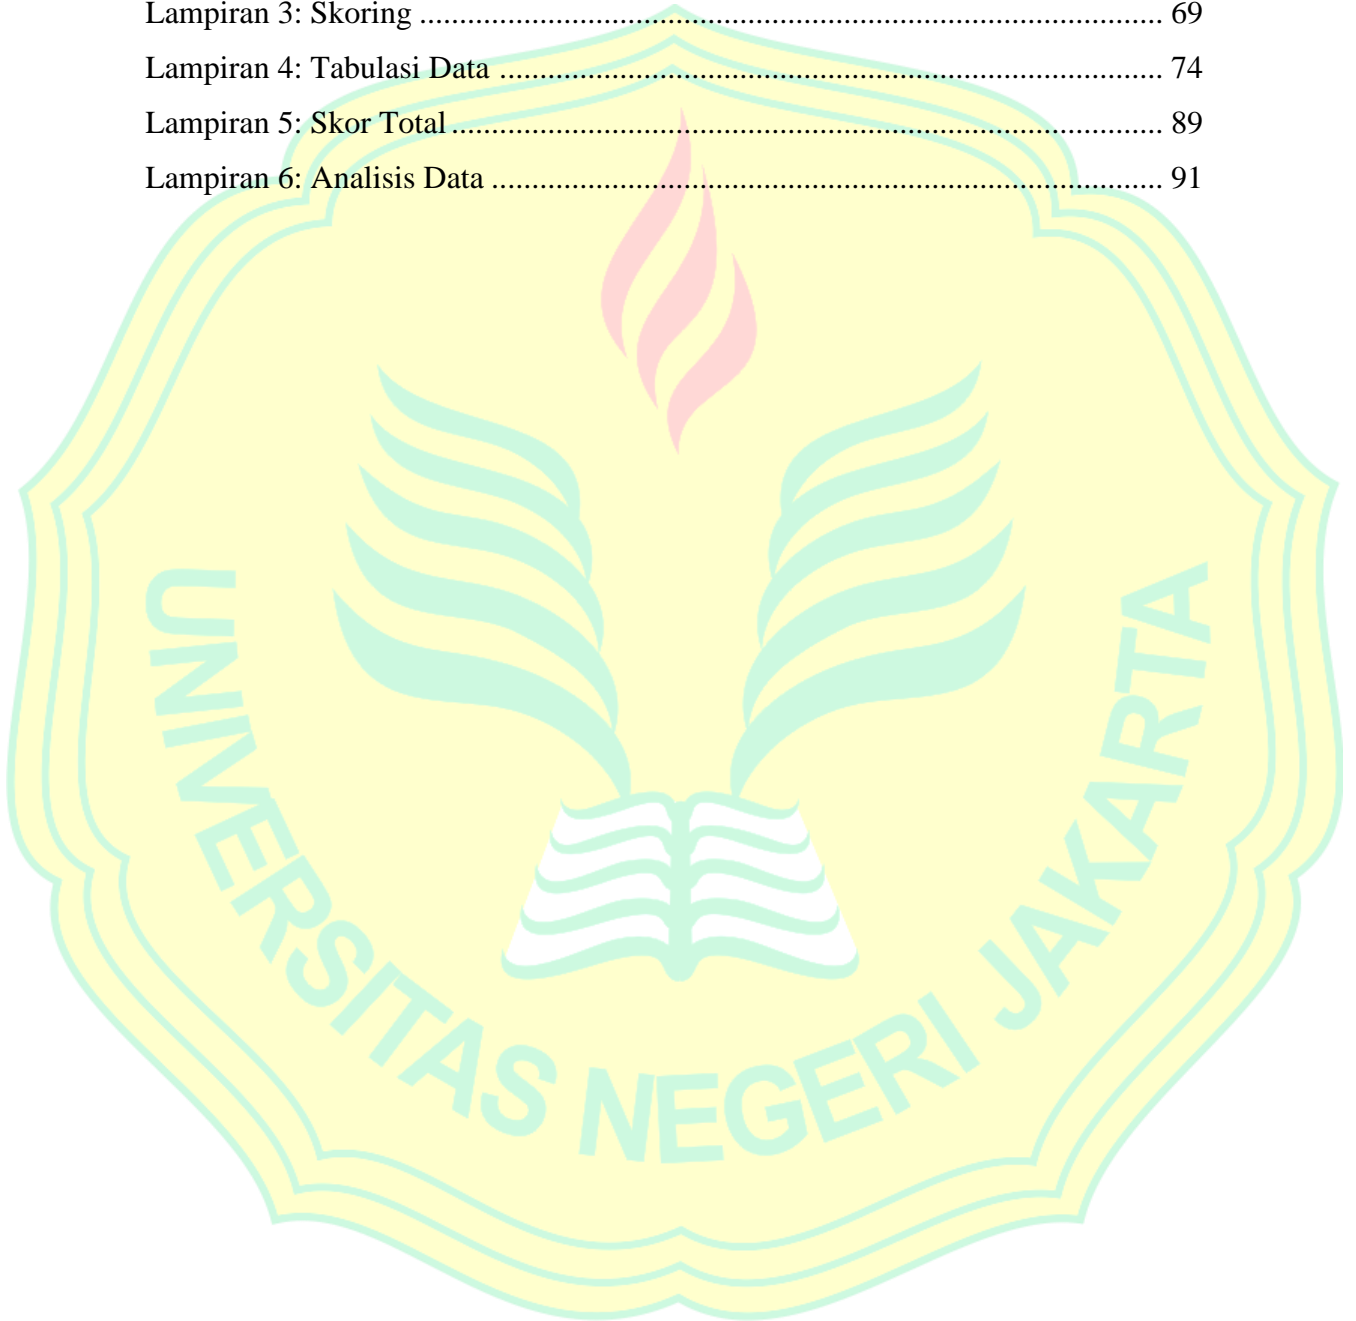 Lampiran 3: Skoring ............................................................................................. 69
Lampiran 4: Tabulasi Data ................................................................................... 74
Lampiran 5: Skor Total ......................................................................................... 89
Lampiran 6: Analisis Data .................................................................................... 91
UNIVERSITAS NEGERI JAKARTA